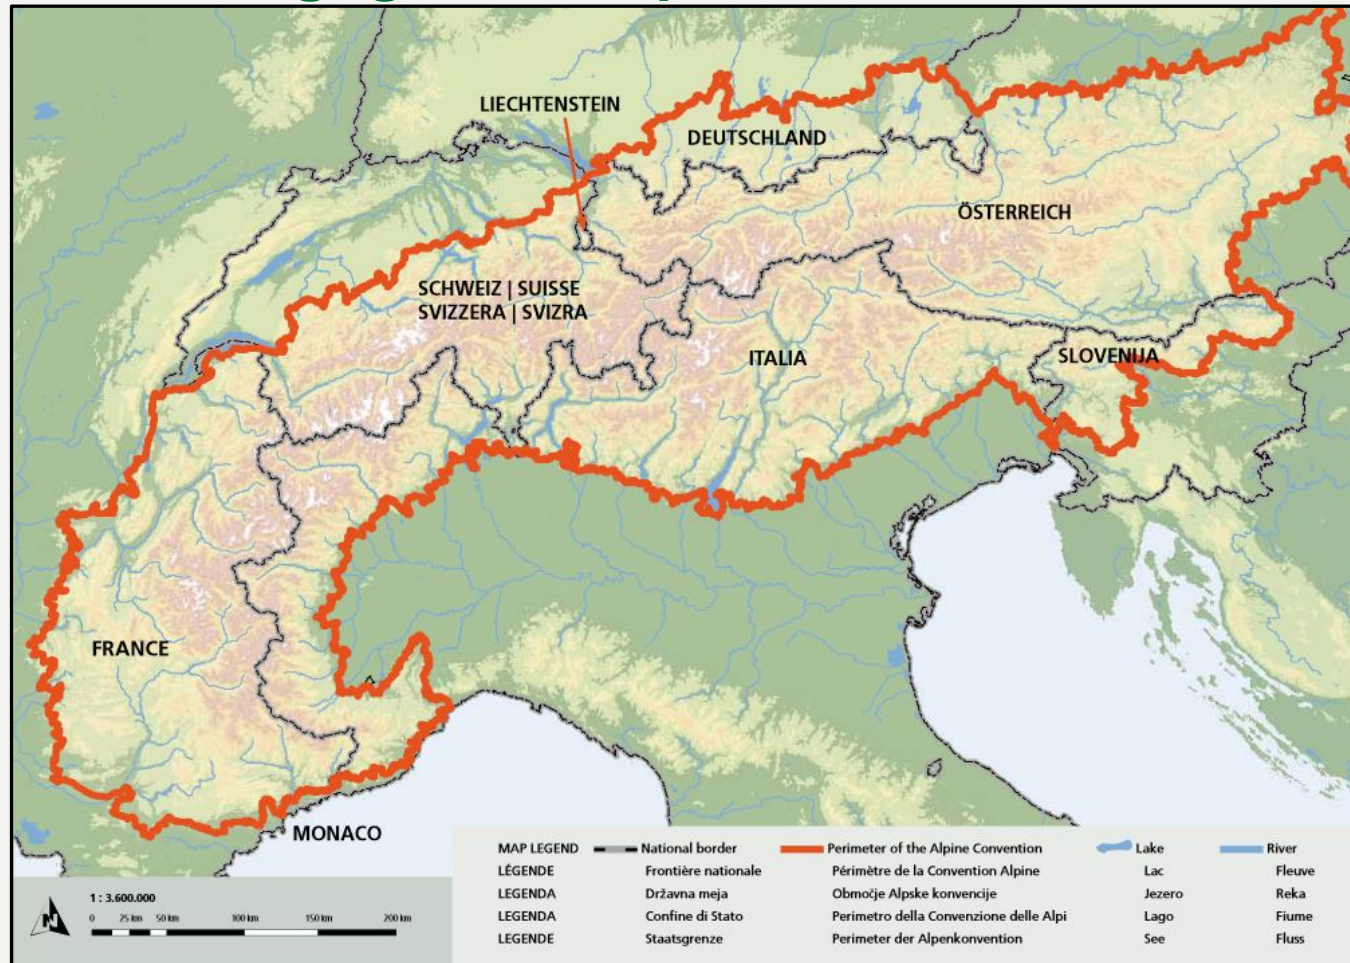 LIECHTENSTEIN
DEUTSCHLAND
ÖSTERREICH
SCHWEIZ | SUISSE
SVIZZERA | SVIZRA
ITALIA
SLOVENIJA
FRANCE
MONACO
MAP LEGEND National border Perimeter of the Alpine Convention Lake River
LÉGENDE Frontière nationale Périmètre de la Convention Alpine Lac Fleuve
LEGENDA Državna meja Območje Alpske konvencije Jezero Reka
LEGENDA Confine di Stato Perimetro della Convenzione delle Alpi Lago Fiume
LEGENDE Staatsgrenze Perimeter der Alpenkonvention See Fluss
1 : 3.600.000
0 25 km 50 km 100 km 150 km 200 km
N